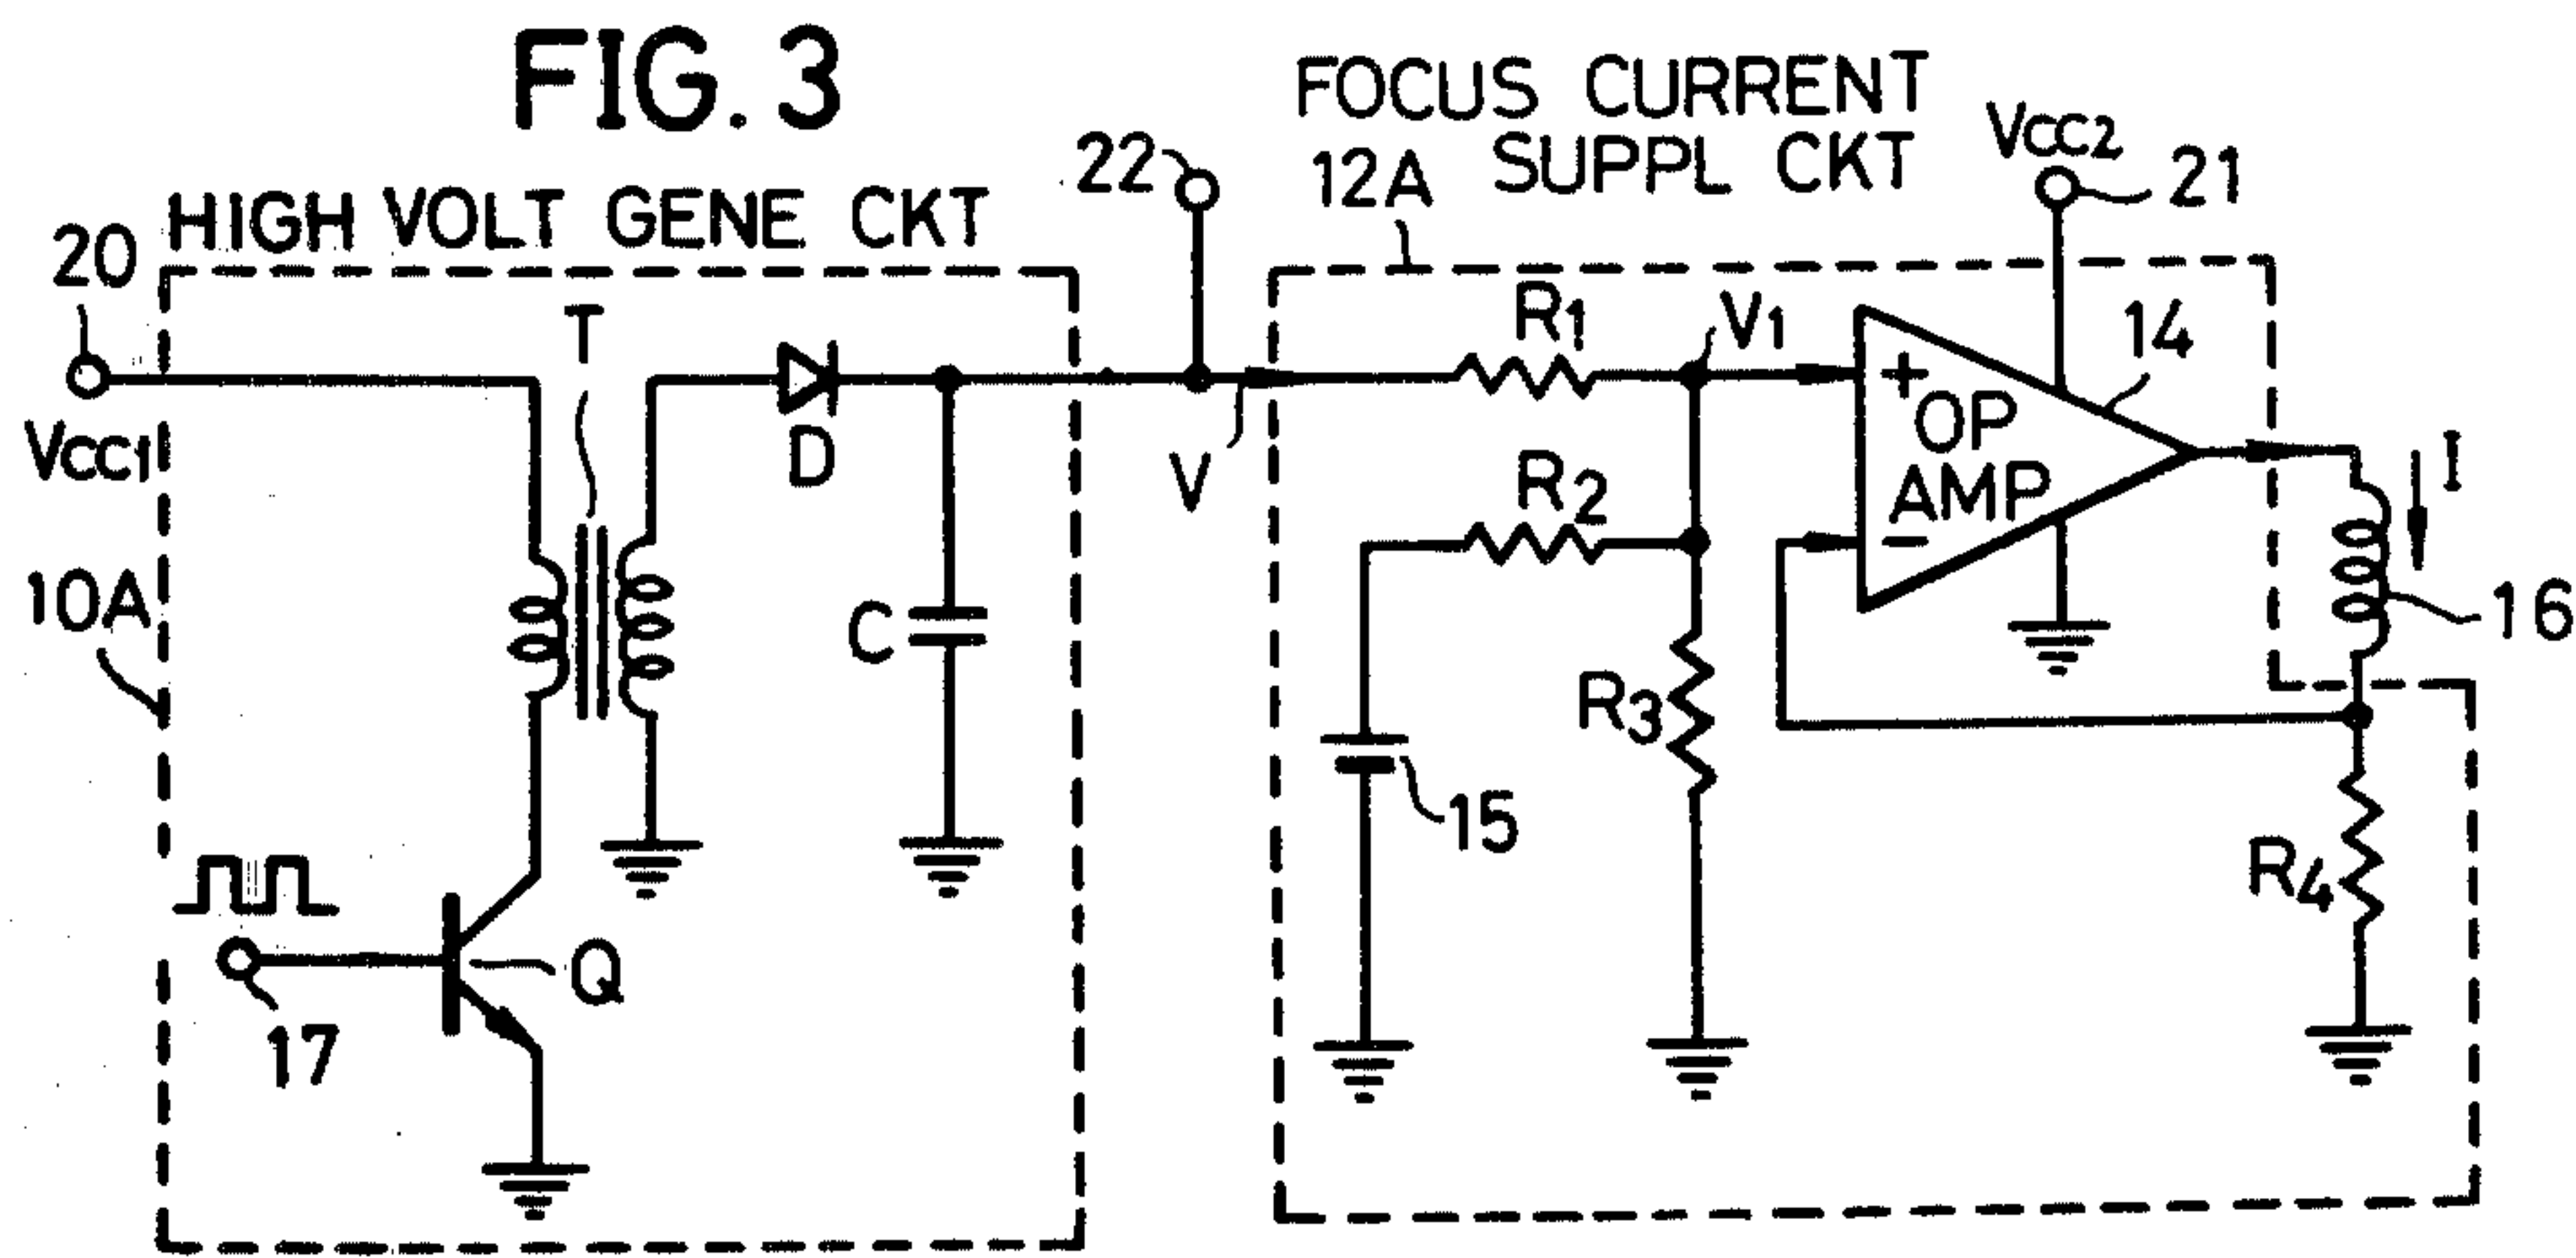 FIG. 3
FOCUS CURRENT
SUPPL CKT
12A
VCC2
21
22
HIGH VOLT GENE CKT
20
VCC1
10A
T
D
C
V
R1
V1
14
+
OP
AMP
−
I
R2
16
R3
15
R4
Q
17